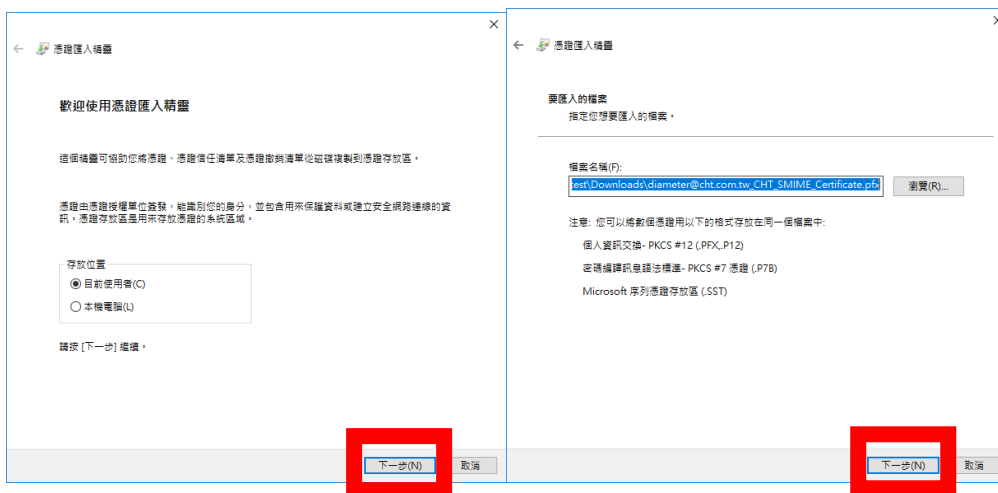 憑證匯入精靈
歡迎使用憑證匯入精靈
這個精靈可協助您將憑證、憑證信任清單及憑證撤銷清單從磁碟複製到憑證存放區。
憑證由憑證授權單位簽發，能識別您的身分，並包含用來保護資料或建立安全網路連線的資
訊。憑證存放區是用來存放憑證的系統區域。
存放位置
目前使用者(C)
本機電腦(L)
請按 [下一步] 繼續。
下一步(N)
取消
憑證匯入精靈
要匯入的檔案
指定您想要匯入的檔案。
檔案名稱(F):
test\Downloads\diameter@cht.com.tw_CHT_SMIME_Certificate.pfx
瀏覽(R)...
注意: 您可以將數個憑證用以下的格式存放在同一個檔案中:
個人資訊交換- PKCS #12 (.PFX,.P12)
密碼編譯訊息語法標準- PKCS #7 憑證 (.P7B)
Microsoft 序列憑證存放區 (.SST)
下一步(N)
取消